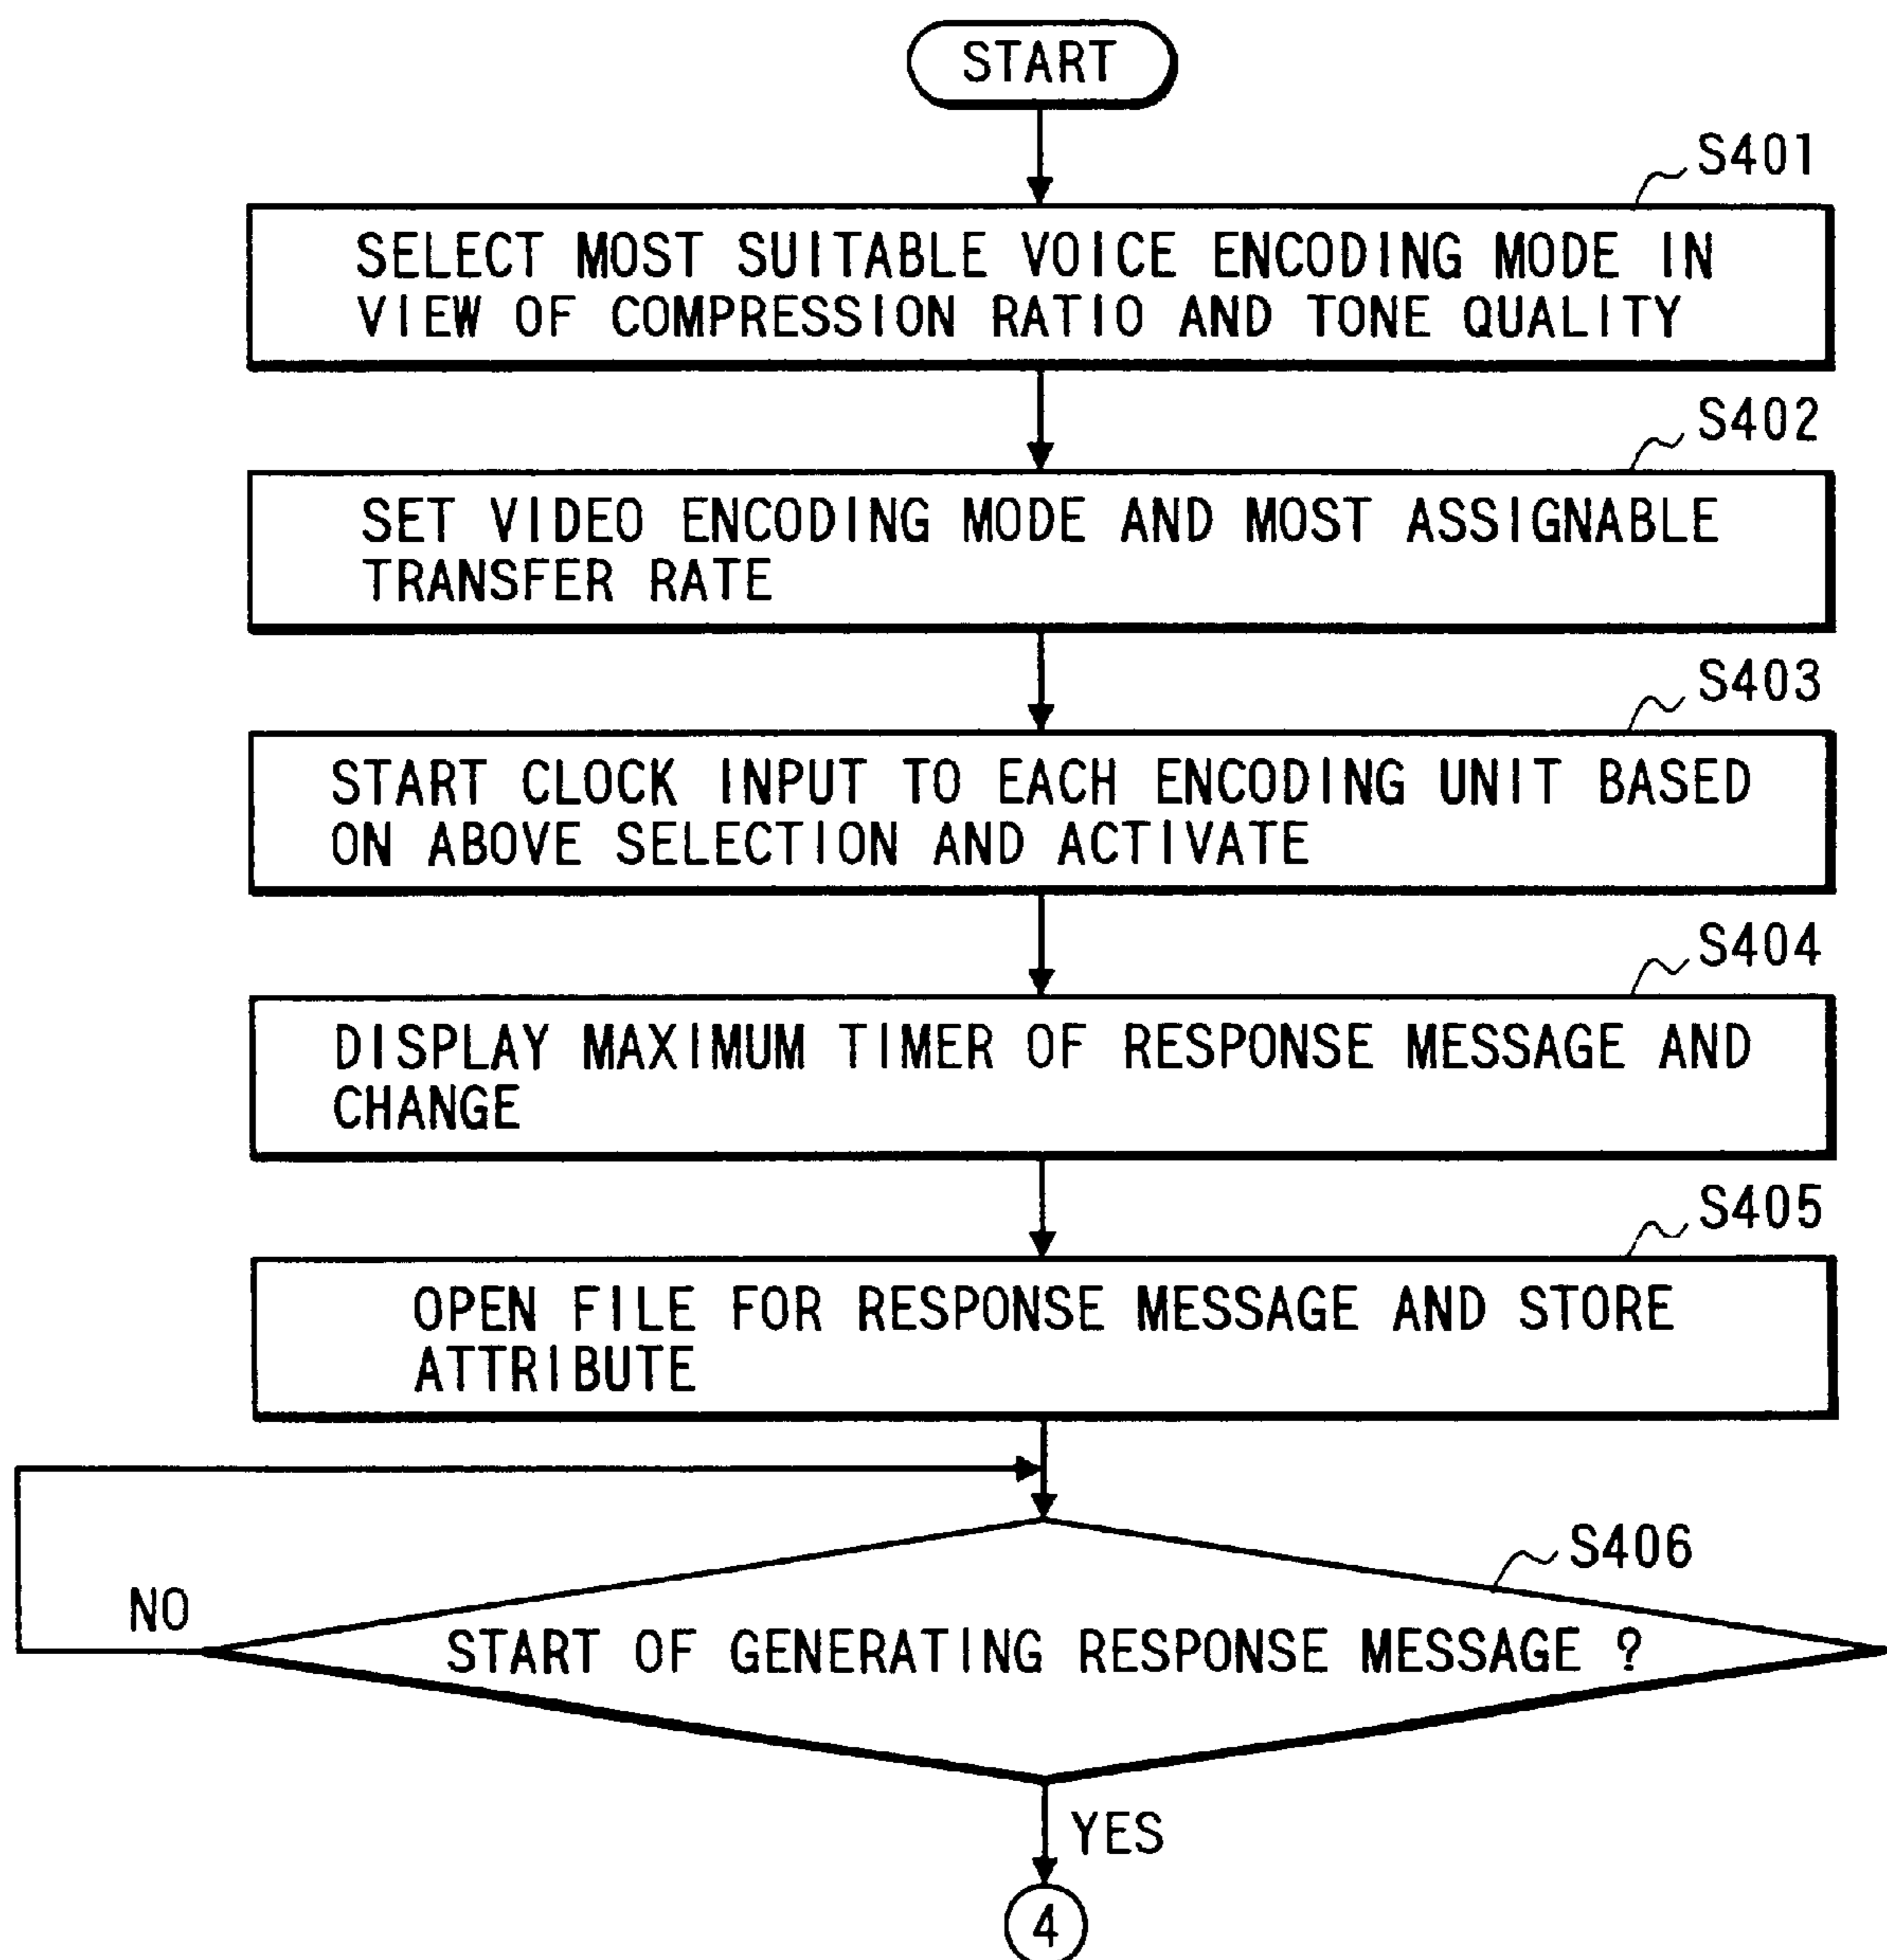 START
S401
SELECT MOST SUITABLE VOICE ENCODING MODE IN
VIEW OF COMPRESSION RATIO AND TONE QUALITY
S402
SET VIDEO ENCODING MODE AND MOST ASSIGNABLE
TRANSFER RATE
S403
START CLOCK INPUT TO EACH ENCODING UNIT BASED
ON ABOVE SELECTION AND ACTIVATE
S404
DISPLAY MAXIMUM TIMER OF RESPONSE MESSAGE AND
CHANGE
S405
OPEN FILE FOR RESPONSE MESSAGE AND STORE
ATTRIBUTE
S406
NO
START OF GENERATING RESPONSE MESSAGE ?
YES
4